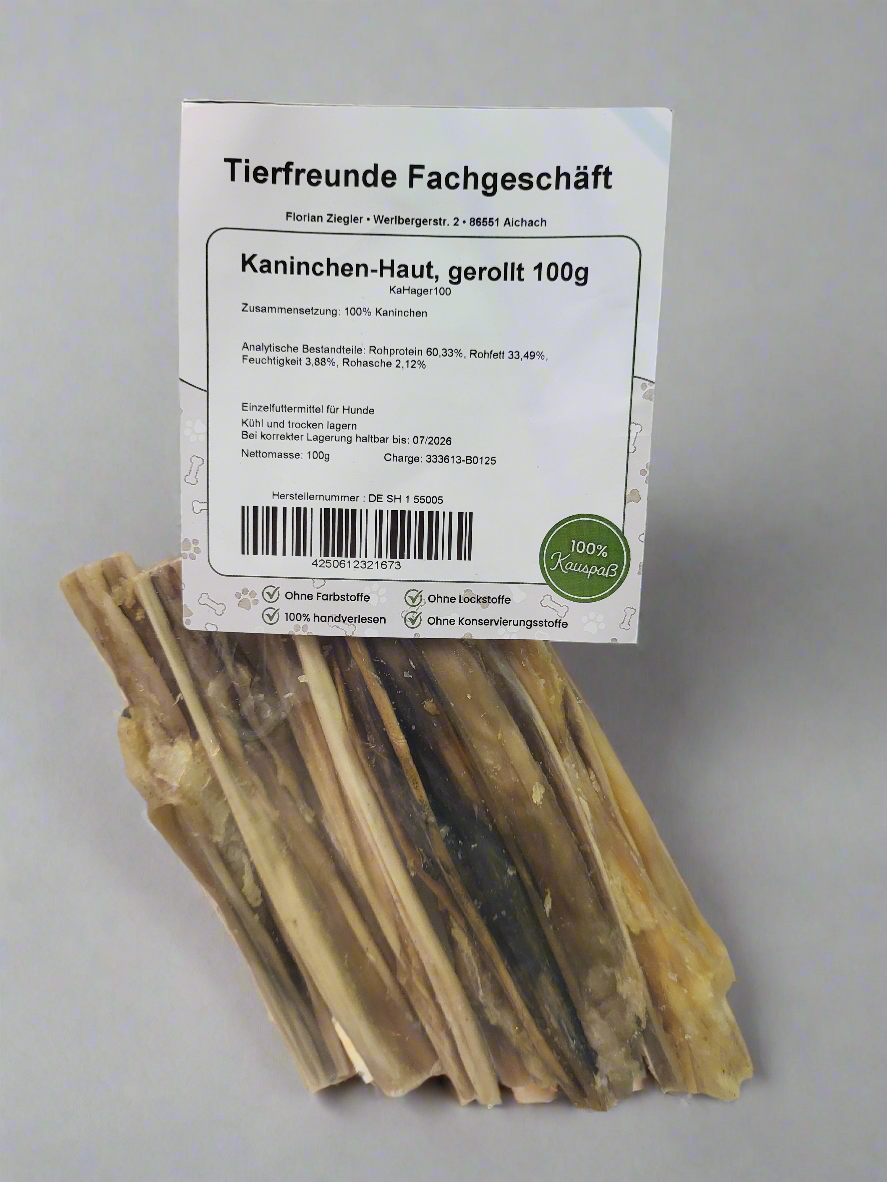 Tierfreunde Fachgeschäft
Florian Ziegler • Werlbergerstr. 2 • 86551 Aichach
Kaninchen-Haut, gerollt 100g
KaHager100
Zusammensetzung: 100% Kaninchen
Analytische Bestandteile: Rohprotein 60,33%, Rohfett 33,49%,
Feuchtigkeit 3,88%, Rohasche 2,12%
Einzelfuttermittel für Hunde
Kühl und trocken lagern
Bei korrekter Lagerung haltbar bis: 07/2026
Nettomasse: 100g Charge: 333613-B0125
Herstellernummer : DE SH 1 55005
4250612321673
100%
Kauspaß
Ohne Farbstoffe Ohne Lockstoffe
100% handverlesen Ohne Konservierungsstoffe